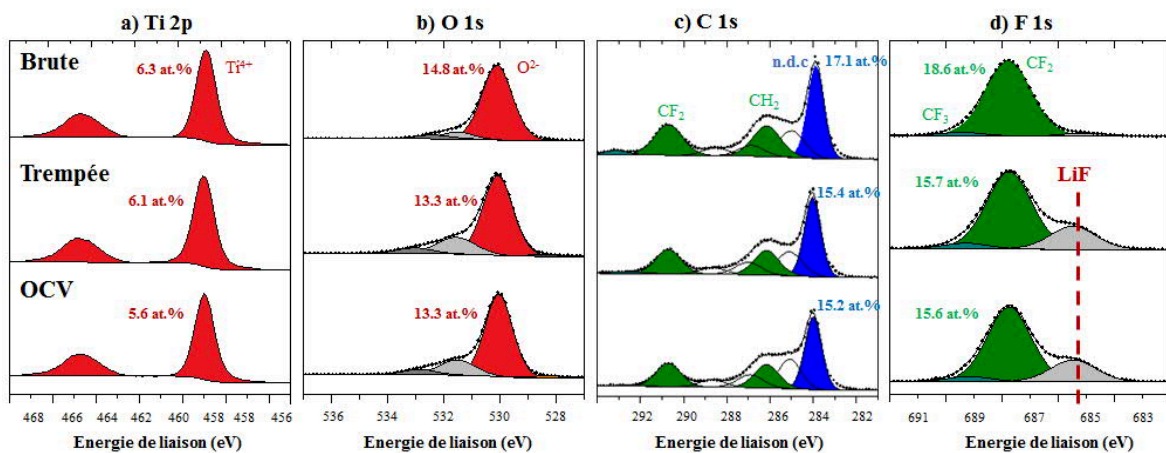 a) Ti 2p
b) O 1s
c) C 1s
d) F 1s
Brute
6.3 at.%
Ti4+
14.8 at.%
O2-
n.d.c
17.1 at.%
CF2
CH2
18.6 at.%
CF2
CF3
Trempée
6.1 at.%
13.3 at.%
15.4 at.%
15.7 at.%
LiF
OCV
5.6 at.%
13.3 at.%
15.2 at.%
15.6 at.%
468 466 464 462 460 458 456
536 534 532 530 528
292 290 288 286 284 282
691 689 687 685 683
Energie de liaison (eV)
Energie de liaison (eV)
Energie de liaison (eV)
Energie de liaison (eV)